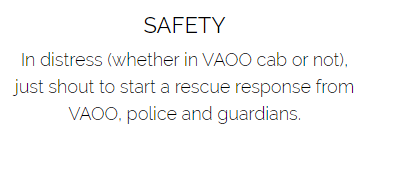 SAFETY
In distress (whether in VAOO cab or not),
just shout to start a rescue response from
VAOO, police and guardians.